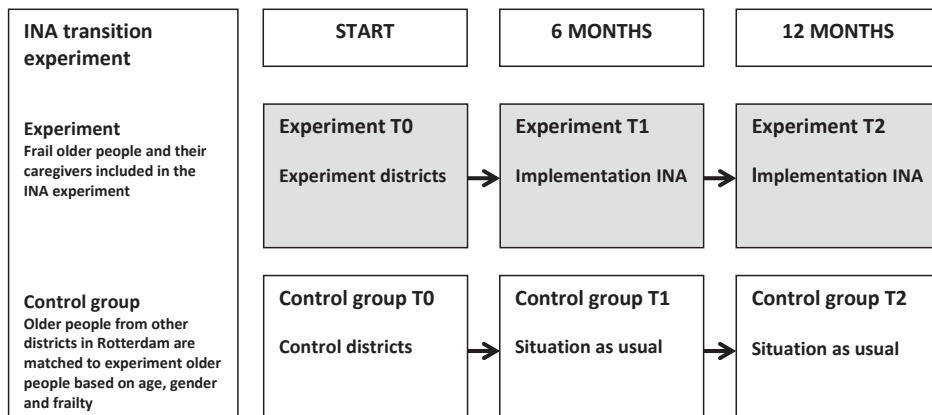 INA transition
experiment
START
6 MONTHS
12 MONTHS
Experiment
Frail older people and their
caregivers included in the
INA experiment
Experiment T0
Experiment districts
Experiment T1
Implementation INA
Experiment T2
Implementation INA
Control group
Older people from other
districts in Rotterdam are
matched to experiment older
people based on age, gender
and frailty
Control group T0
Control districts
Control group T1
Situation as usual
Control group T2
Situation as usual